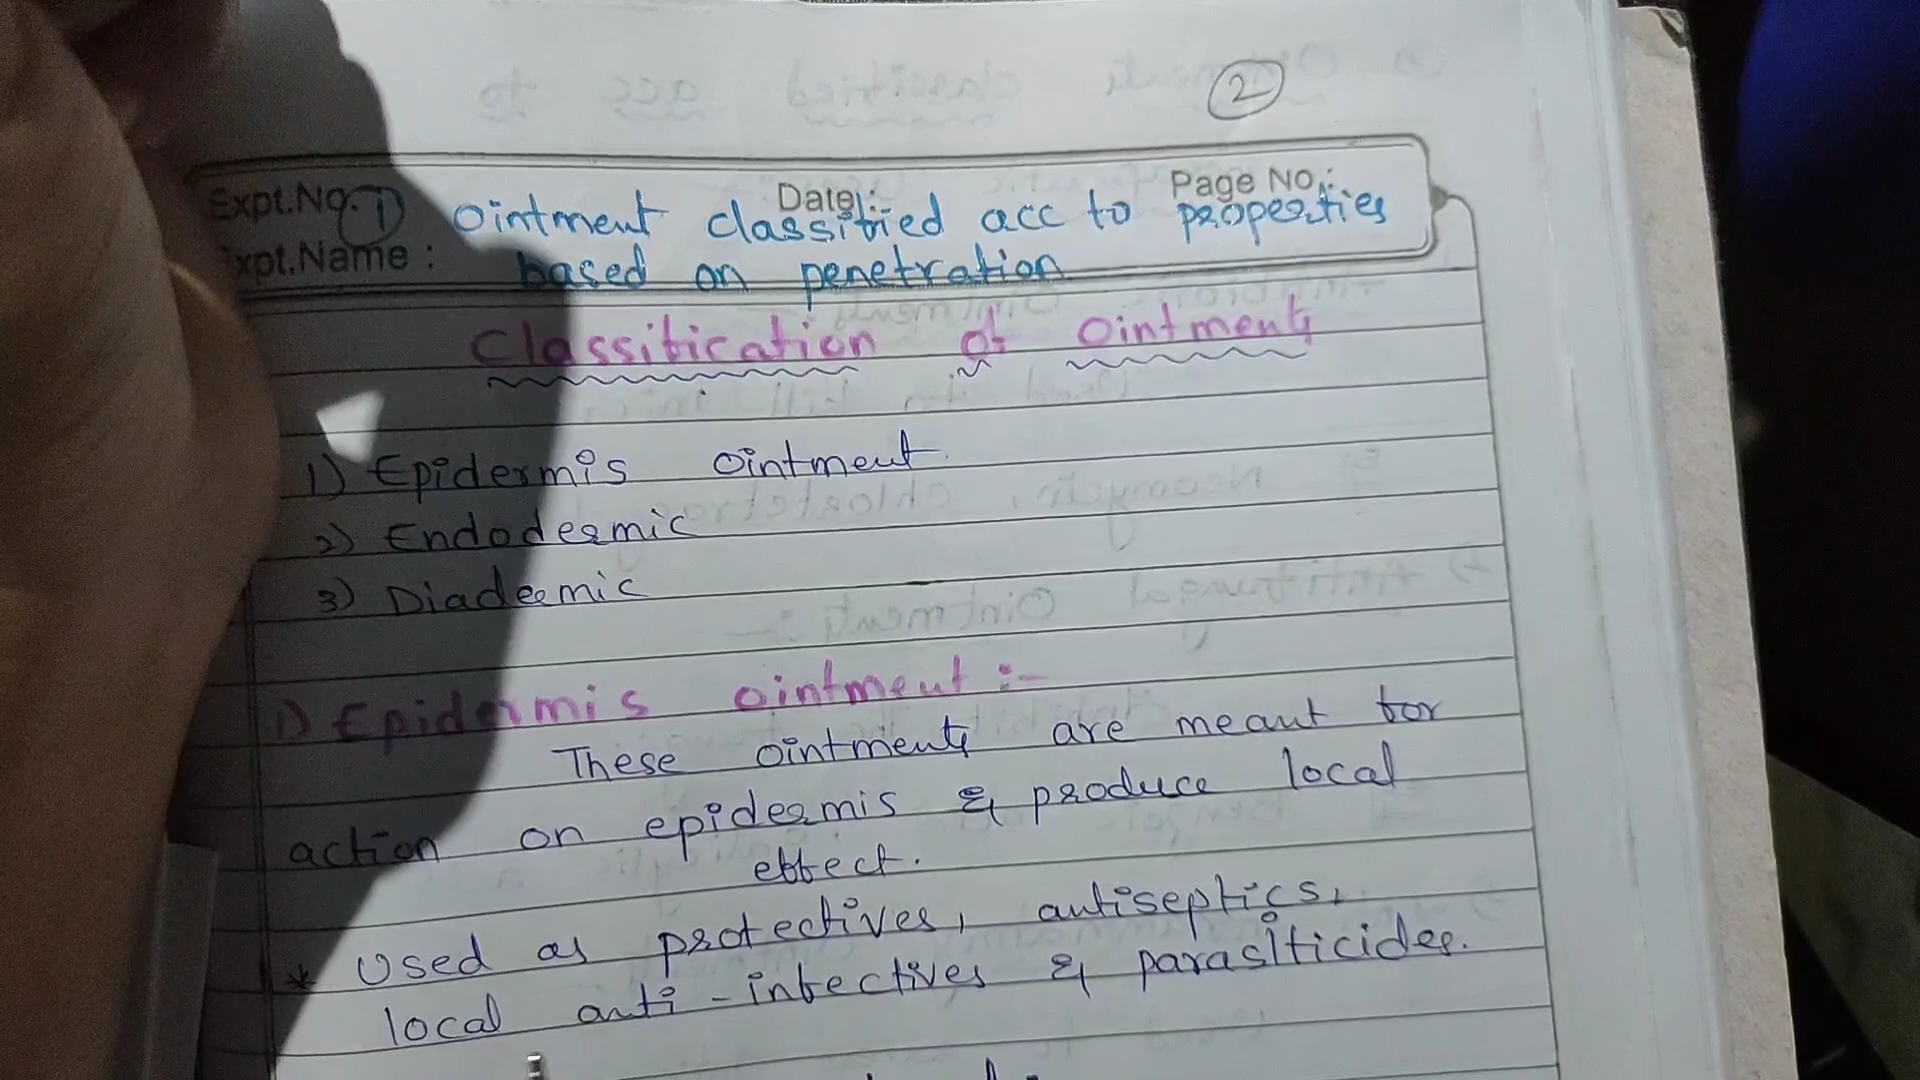 2
Expt.No. Date: Page No.:
1) Ointment classified acc to properties
Expt.Name :
based on penetration
Classification of Ointments
1) Epidermis Ointment.
2) Endodermic
3) Diadermic
1) Epidermis ointment :-
These ointments are meant for
action on epidermis & produce local
effect.
* Used as protectives, antiseptics,
local anti-infectives & parasiticides.